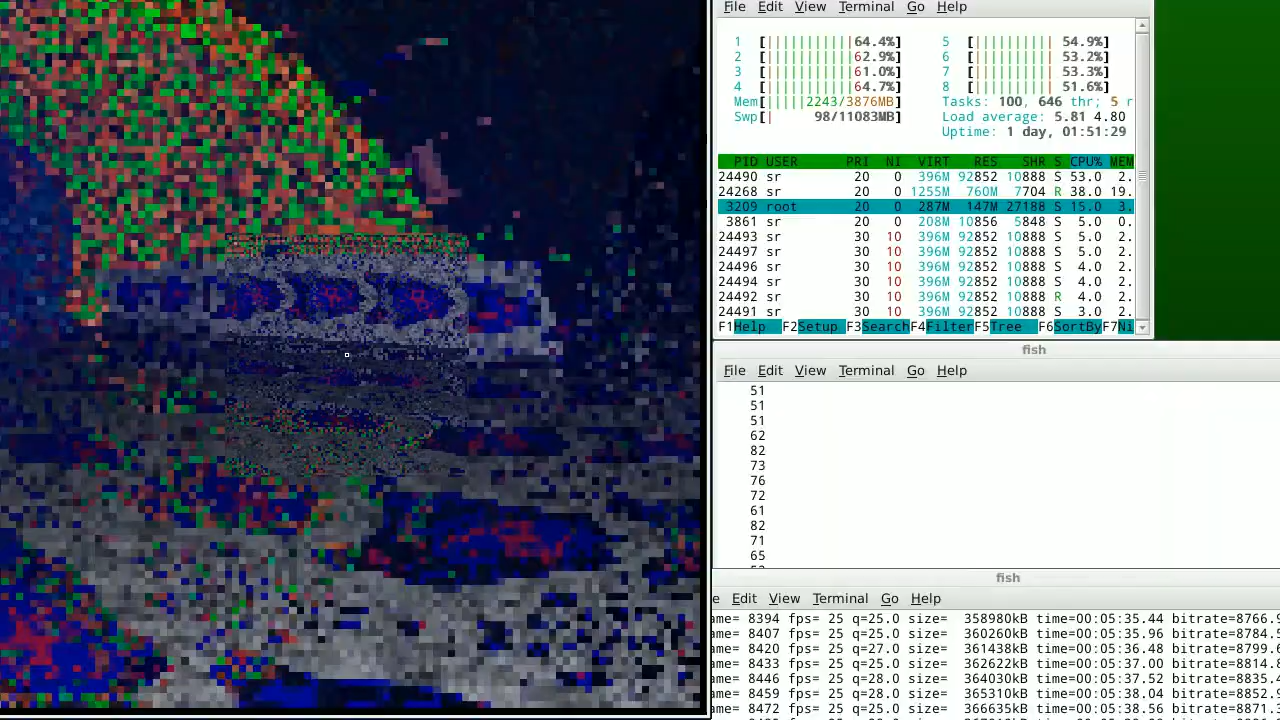 File Edit View Terminal Go Help
1 [||||||||||||64.4%] 5 [||||||||||| 54.9%]
2 [||||||||||||62.9%] 6 [||||||||||| 53.2%]
3 [||||||||||||61.0%] 7 [||||||||||| 53.3%]
4 [||||||||||||64.7%] 8 [||||||||||| 51.6%]
Mem[|||||2243/3876MB] Tasks: 100, 646 thr; 5 r
Swp[| 98/11083MB] Load average: 5.81 4.80
Uptime: 1 day, 01:51:29
PID USER PRI NI VIRT RES SHR S CPU% MEM
24490 sr 20 0 396M 92852 10888 S 53.0 2.
24268 sr 20 0 1255M 760M 7704 R 38.0 19.
3209 root 20 0 287M 147M 27188 S 15.0 3.
3861 sr 20 0 208M 10856 5848 S 5.0 0.
24493 sr 30 10 396M 92852 10888 S 5.0 2.
24497 sr 30 10 396M 92852 10888 S 5.0 2.
24496 sr 30 10 396M 92852 10888 S 4.0 2.
24494 sr 30 10 396M 92852 10888 S 4.0 2.
24492 sr 30 10 396M 92852 10888 R 4.0 2.
24491 sr 30 10 396M 92852 10888 S 3.0 2.
F1Help F2Setup F3SearchF4FilterF5Tree F6SortByF7Ni
fish
File Edit View Terminal Go Help
51
51
51
62
82
73
76
72
61
82
71
65
fish
e Edit View Terminal Go Help
ame= 8394 fps= 25 q=25.0 size= 358980kB time=00:05:35.44 bitrate=8766.9
ame= 8407 fps= 25 q=25.0 size= 360260kB time=00:05:35.96 bitrate=8784.
ame= 8420 fps= 25 q=27.0 size= 361438kB time=00:05:36.48 bitrate=8799.6
ame= 8433 fps= 25 q=25.0 size= 362622kB time=00:05:37.00 bitrate=8814.
ame= 8446 fps= 25 q=28.0 size= 364030kB time=00:05:37.52 bitrate=8835.4
ame= 8459 fps= 25 q=28.0 size= 365310kB time=00:05:38.04 bitrate=8852.
ame= 8472 fps= 25 q=28.0 size= 366635kB time=00:05:38.56 bitrate=8871.